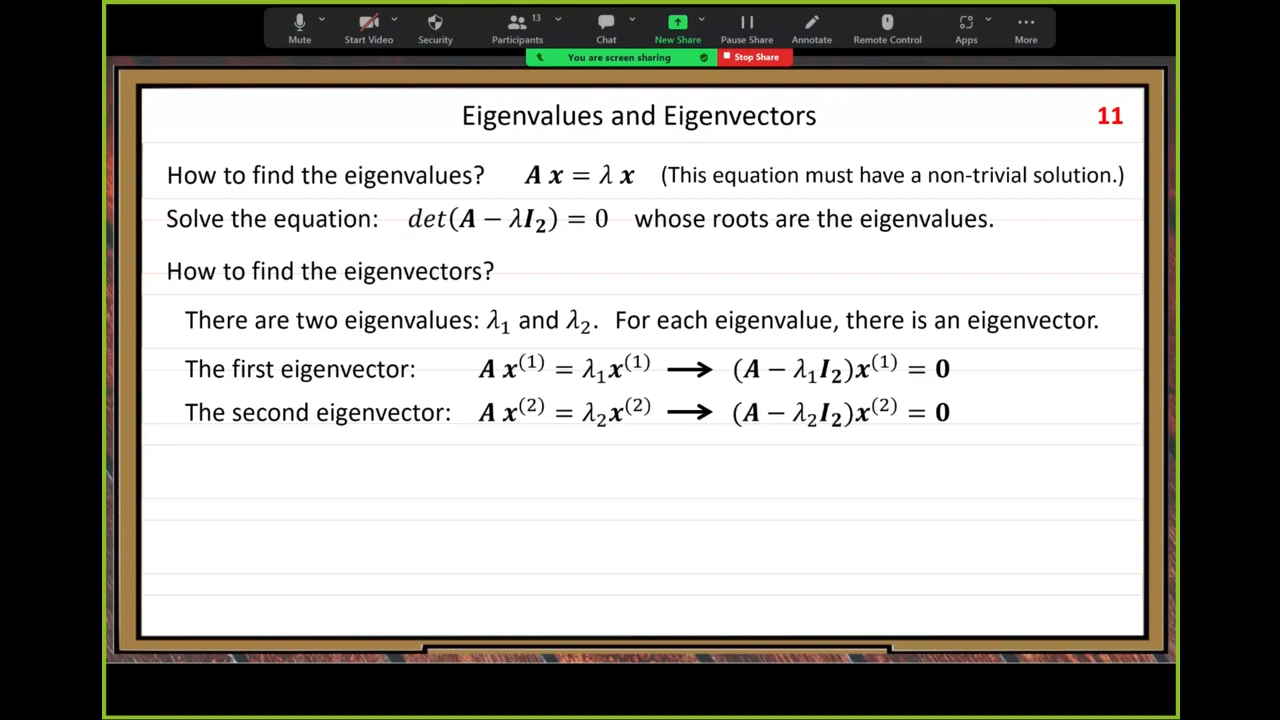 Mute
Start Video
Security
Participants 13
Chat
New Share
Pause Share
Annotate
Remote Control
Apps
More
You are screen sharing
Stop Share
Eigenvalues and Eigenvectors 11
How to find the eigenvalues? A x = λ x (This equation must have a non-trivial solution.)
Solve the equation: det(A − λI₂) = 0 whose roots are the eigenvalues.
How to find the eigenvectors?
There are two eigenvalues: λ₁ and λ₂. For each eigenvalue, there is an eigenvector.
The first eigenvector: A x⁽¹⁾ = λ₁x⁽¹⁾ → (A − λ₁I₂)x⁽¹⁾ = 0
The second eigenvector: A x⁽²⁾ = λ₂x⁽²⁾ → (A − λ₂I₂)x⁽²⁾ = 0